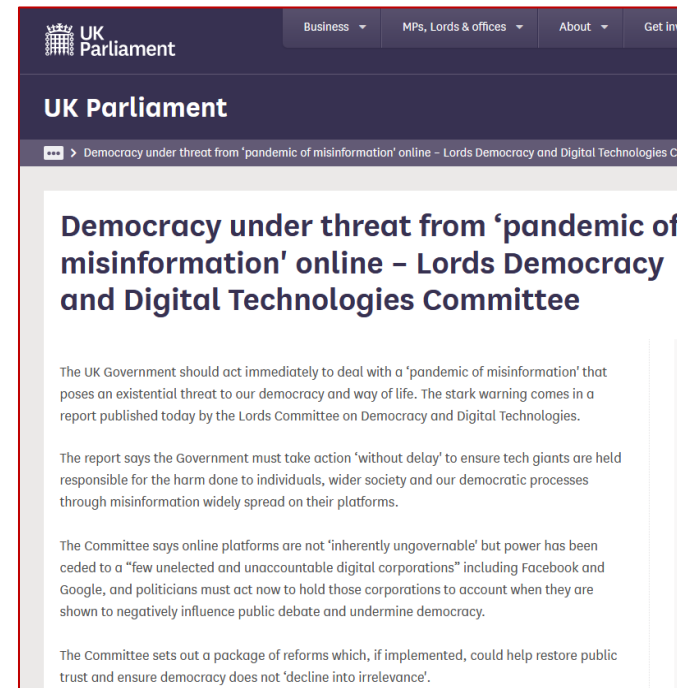 UK
Parliament
Business
MPs, Lords & offices
About
Get
UK Parliament
••• > Democracy under threat from ‘pandemic of misinformation' online – Lords Democracy and Digital Technologies
Democracy under threat from ‘pandemic of
misinformation' online – Lords Democracy
and Digital Technologies Committee
The UK Government should act immediately to deal with a ‘pandemic of misinformation' that
poses an existential threat to our democracy and way of life. The stark warning comes in a
report published today by the Lords Committee on Democracy and Digital Technologies.
The report says the Government must take action ‘without delay' to ensure tech giants are held
responsible for the harm done to individuals, wider society and our democratic processes
through misinformation widely spread on their platforms.
The Committee says online platforms are not ‘inherently ungovernable' but power has been
ceded to a “few unelected and unaccountable digital corporations” including Facebook and
Google, and politicians must act now to hold those corporations to account when they are
shown to negatively influence public debate and undermine democracy.
The Committee sets out a package of reforms which, if implemented, could help restore public
trust and ensure democracy does not ‘decline into irrelevance'.